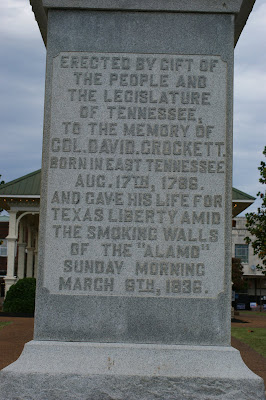 ERECTED BY GIFT OF
THE PEOPLE AND
THE LEGISLATURE
OF TENNESSEE,
TO THE MEMORY OF
COL. DAVID CROCKETT.
BORN IN EAST TENNESSEE
AUG. 17TH, 1786.
AND GAVE HIS LIFE FOR
TEXAS LIBERTY AMID
THE SMOKING WALLS
OF THE "ALAMO"
SUNDAY MORNING
MARCH 6TH, 1836.